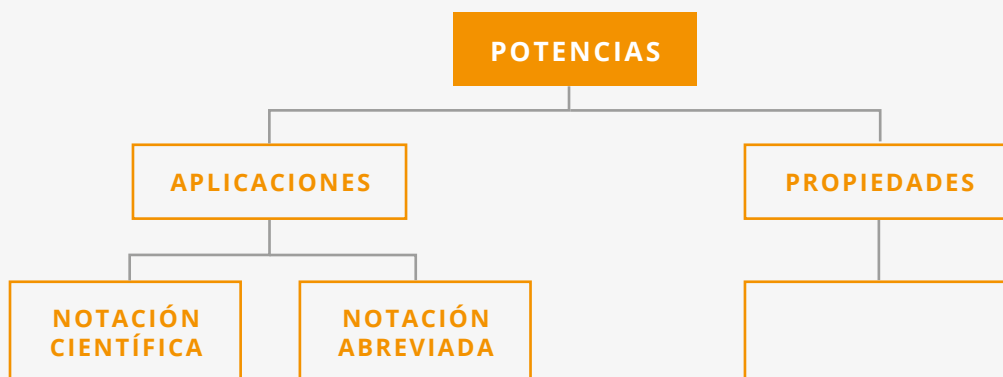 POTENCIAS
APLICACIONES
PROPIEDADES
NOTACIÓN
CIENTÍFICA
NOTACIÓN
ABREVIADA